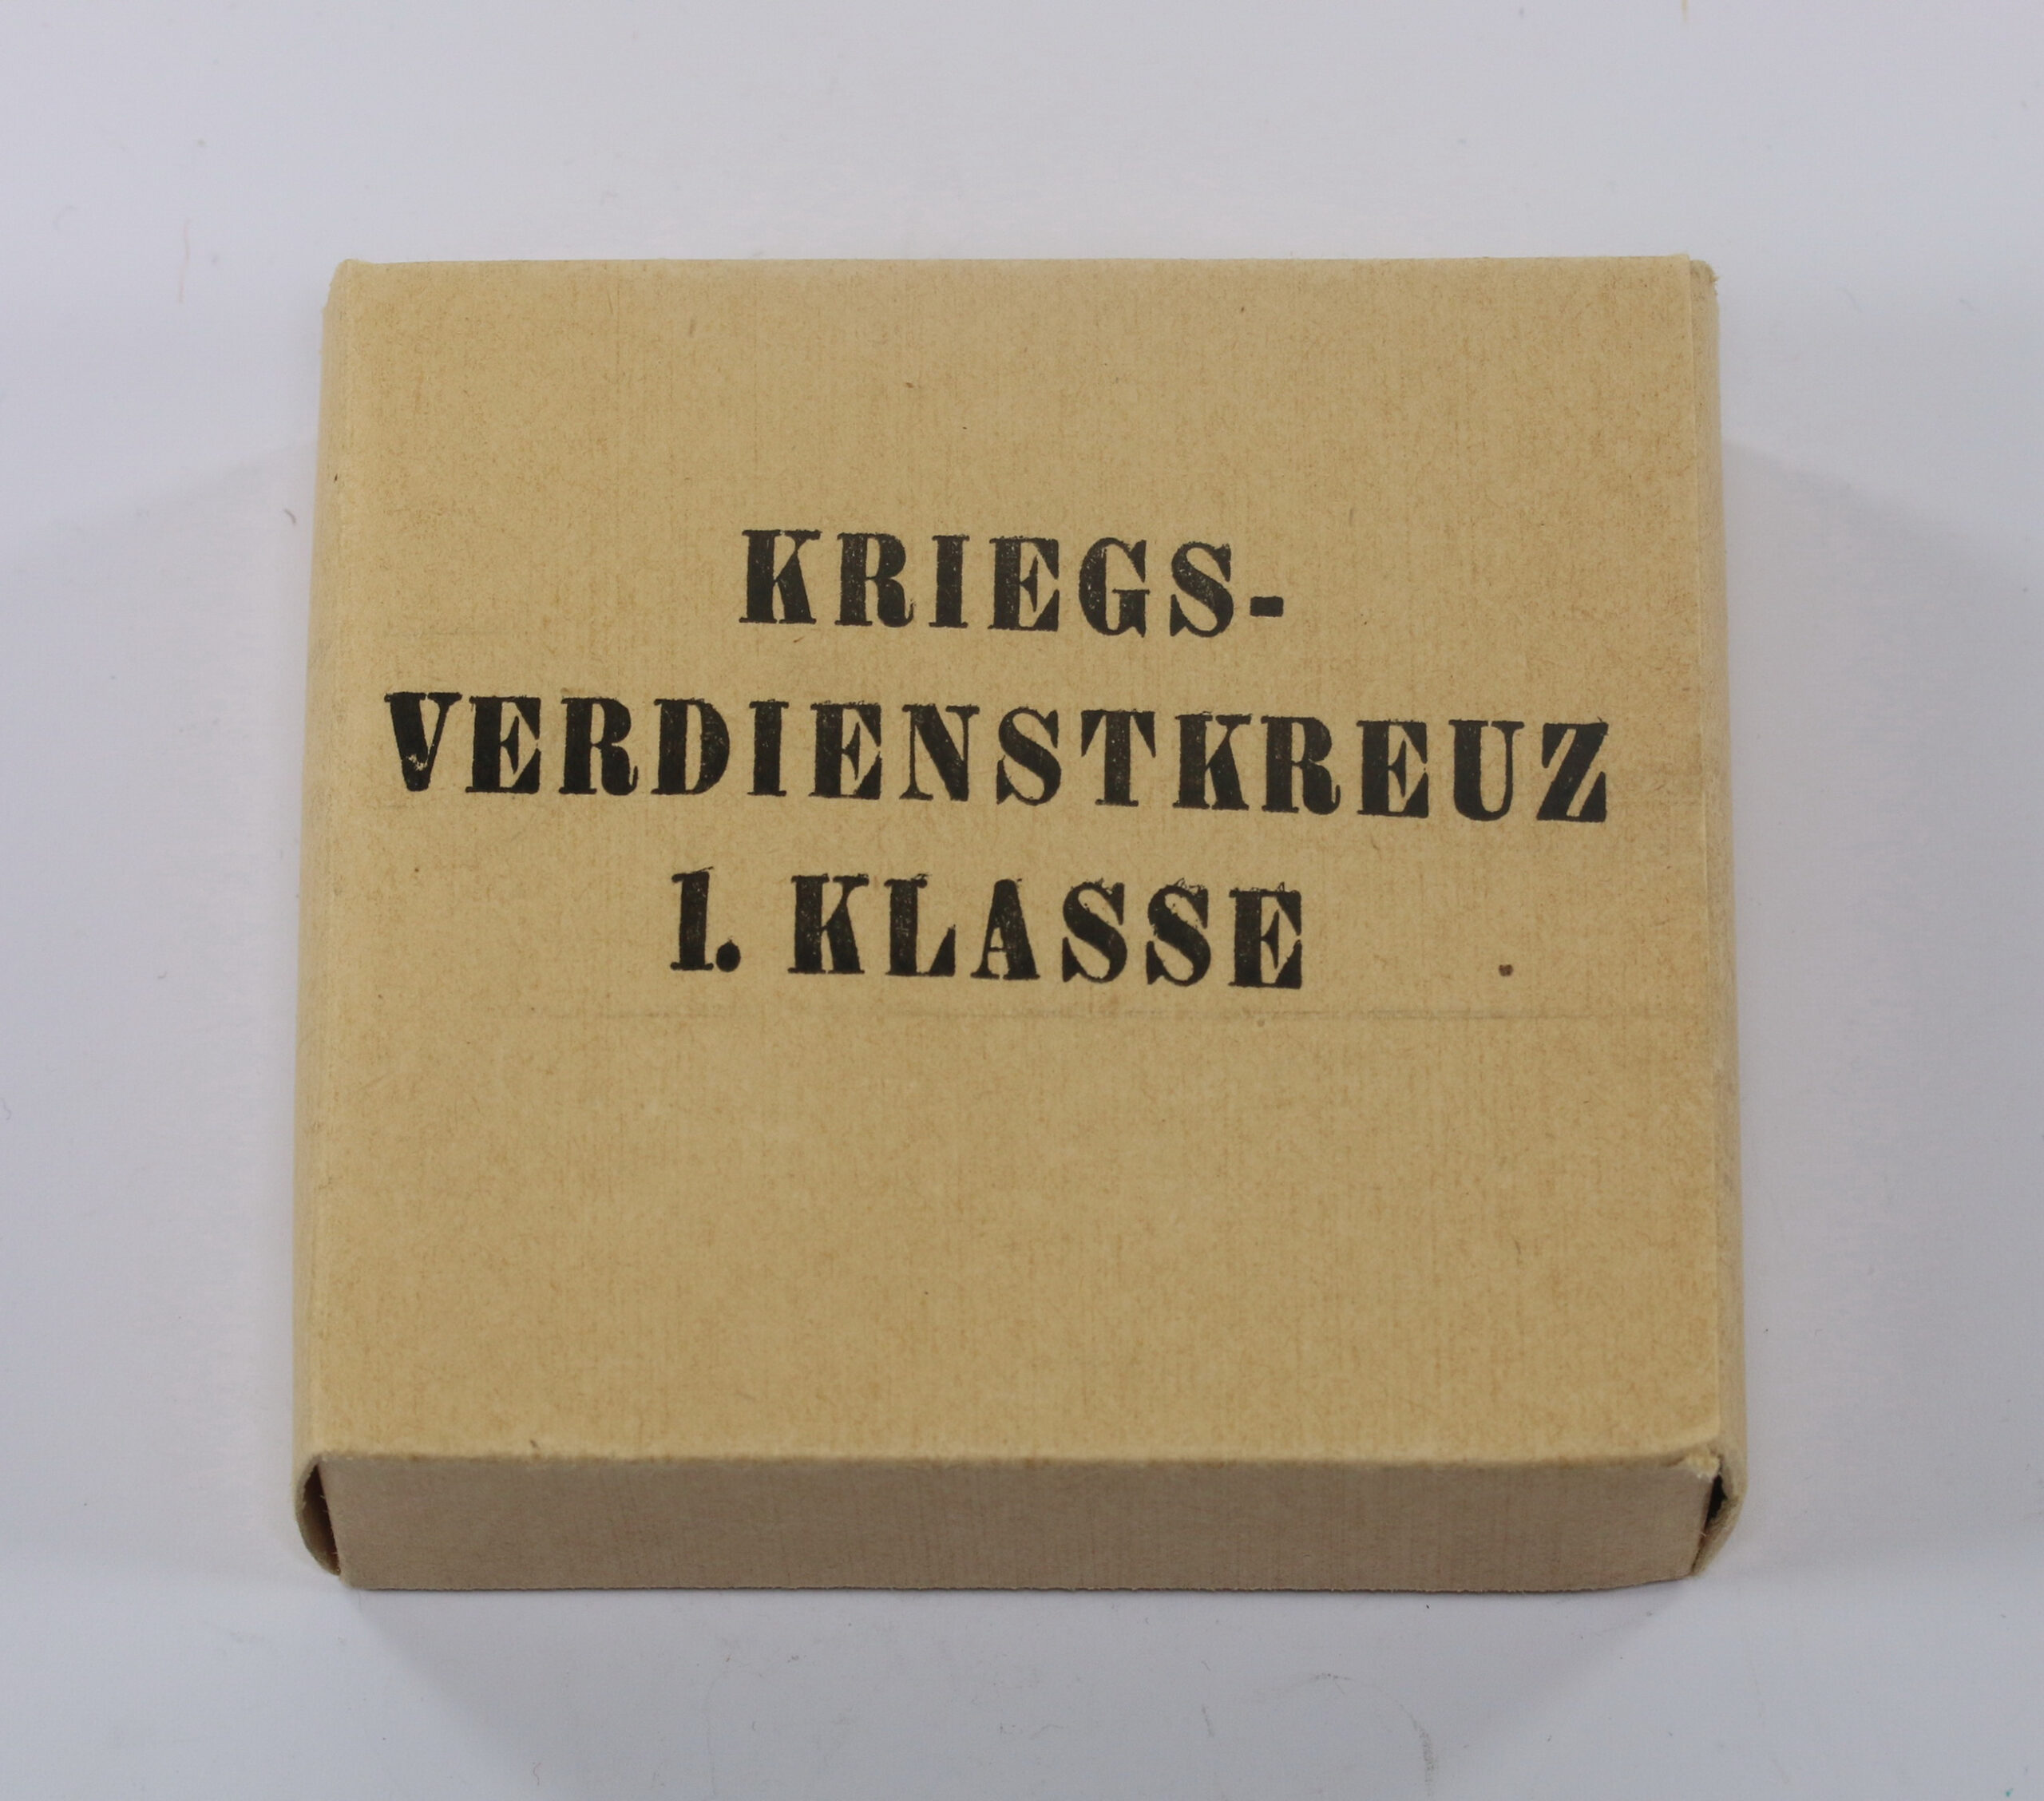 KRIEGS-
VERDIENSTKREUZ
1. KLASSE